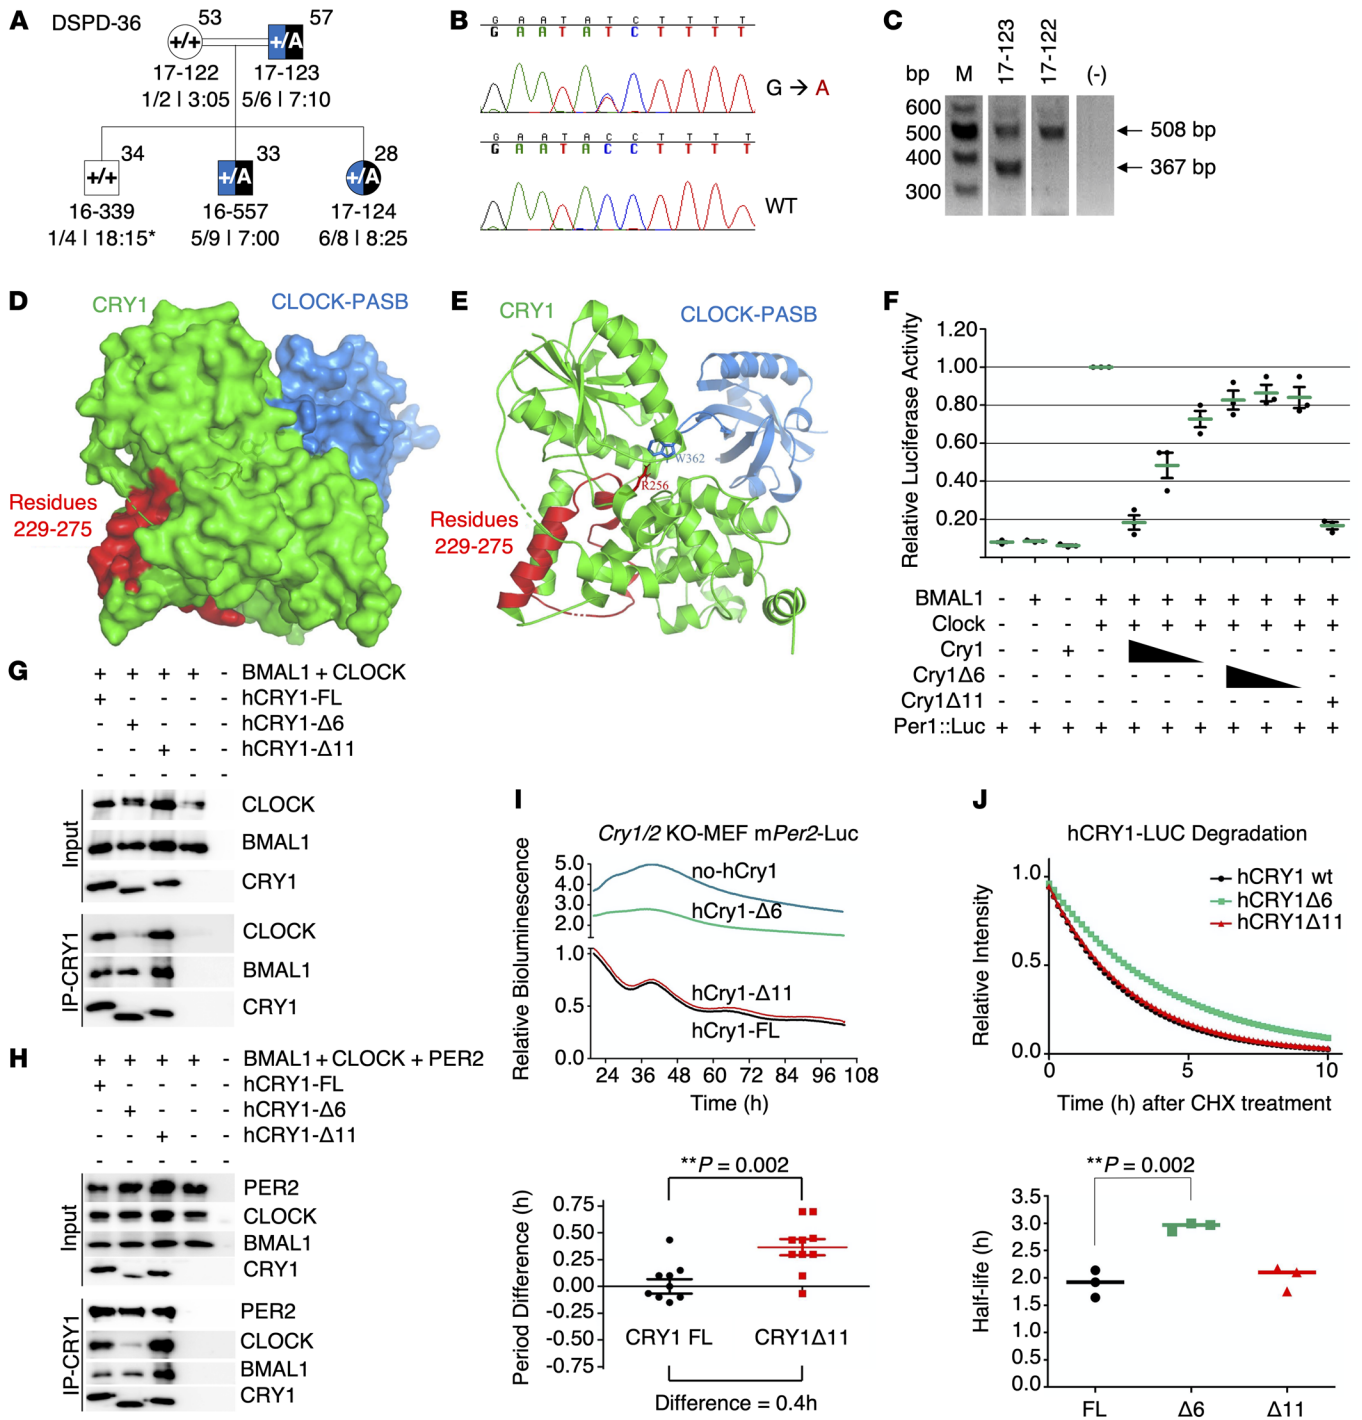 A
DSPD-36
53
57
+/+
+/A
17-122
17-123
1/2 | 3:05
5/6 | 7:10
34
33
28
+/+
+/A
+/A
16-339
16-557
17-124
1/4 | 18:15*
5/9 | 7:00
6/8 | 8:25
B
G A A T A T C T T T T
G A A T A T C T T T T
G → A
G A A T A C C T T T T
G A A T A C C T T T T
WT
C
bp
M
17-123
17-122
(-)
600
500
400
300
508 bp
367 bp
D
CRY1
CLOCK-PASB
Residues
229-275
E
CRY1
CLOCK-PASB
W362
R256
Residues
229-275
F
Relative Luciferase Activity
1.20
1.00
0.80
0.60
0.40
0.20
BMAL1 - + - + + + + + + + +
Clock - - - + + + + + + + +
Cry1 - - + - - - - -
Cry1Δ6 - - - - - - - -
Cry1Δ11 - - - - - - - - - - +
Per1::Luc + + + + + + + + + + +
G
+ + + + - BMAL1 + CLOCK
+ - - - - hCRY1-FL
- + - - - hCRY1-Δ6
- - + - - hCRY1-Δ11
- - - - -
Input
CLOCK
BMAL1
CRY1
IP-CRY1
CLOCK
BMAL1
CRY1
H
+ + + + - BMAL1 + CLOCK + PER2
+ - - - - hCRY1-FL
- + - - - hCRY1-Δ6
- - + - - hCRY1-Δ11
- - - - -
Input
PER2
CLOCK
BMAL1
CRY1
IP-CRY1
PER2
CLOCK
BMAL1
CRY1
I
Cry1/2 KO-MEF mPer2-Luc
Relative Bioluminescence
5.0
4.0
3.0
2.0
1.0
0.5
0.0
no-hCry1
hCry1-Δ6
hCry1-Δ11
hCry1-FL
24 36 48 60 72 84 96 108
Time (h)
**P = 0.002
Period Difference (h)
0.75
0.50
0.25
0.00
-0.25
-0.50
-0.75
CRY1 FL
CRY1Δ11
Difference = 0.4h
J
hCRY1-LUC Degradation
Relative Intensity
1.0
0.5
0.0
hCRY1 wt
hCRY1Δ6
hCRY1Δ11
0 5 10
Time (h) after CHX treatment
**P = 0.002
Half-life (h)
3.5
3.0
2.5
2.0
1.5
1.0
0.5
0.0
FL Δ6 Δ11